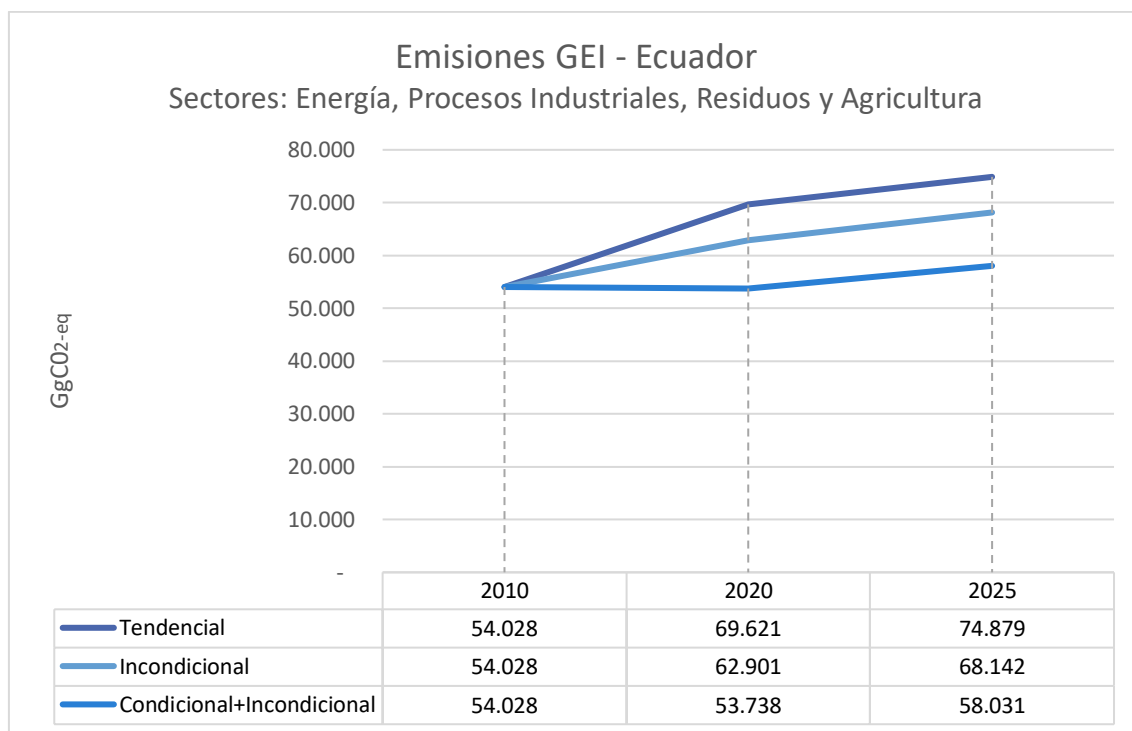 Emisiones GEI - Ecuador
Sectores: Energía, Procesos Industriales, Residuos y Agricultura
GgC02-eq
80.000
70.000
60.000
50.000
40.000
30.000
20.000
10.000
-
2010 2020 2025
Tendencial 54.028 69.621 74.879
Incondicional 54.028 62.901 68.142
Condicional+Incondicional 54.028 53.738 58.031